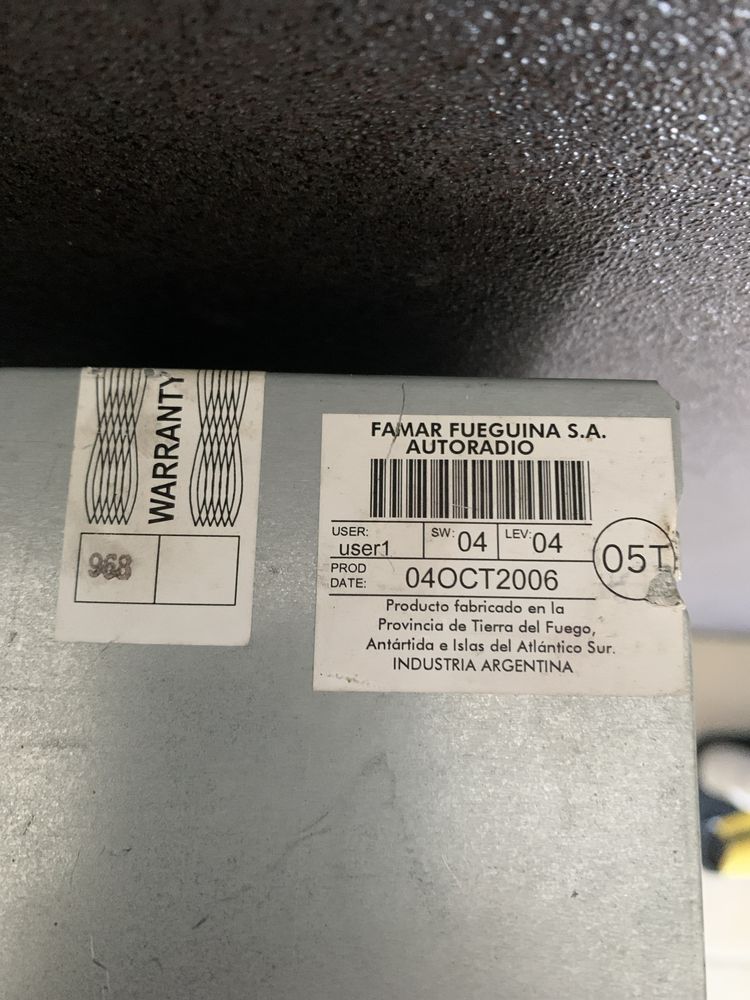 WARRANTY
968
FAMAR FUEGUINA S.A.
AUTORADIO
USER: user1 SW: 04 LEV: 04
05T
PROD DATE: 04OCT2006
Producto fabricado en la
Provincia de Tierra del Fuego,
Antártida e Islas del Atlántico Sur.
INDUSTRIA ARGENTINA